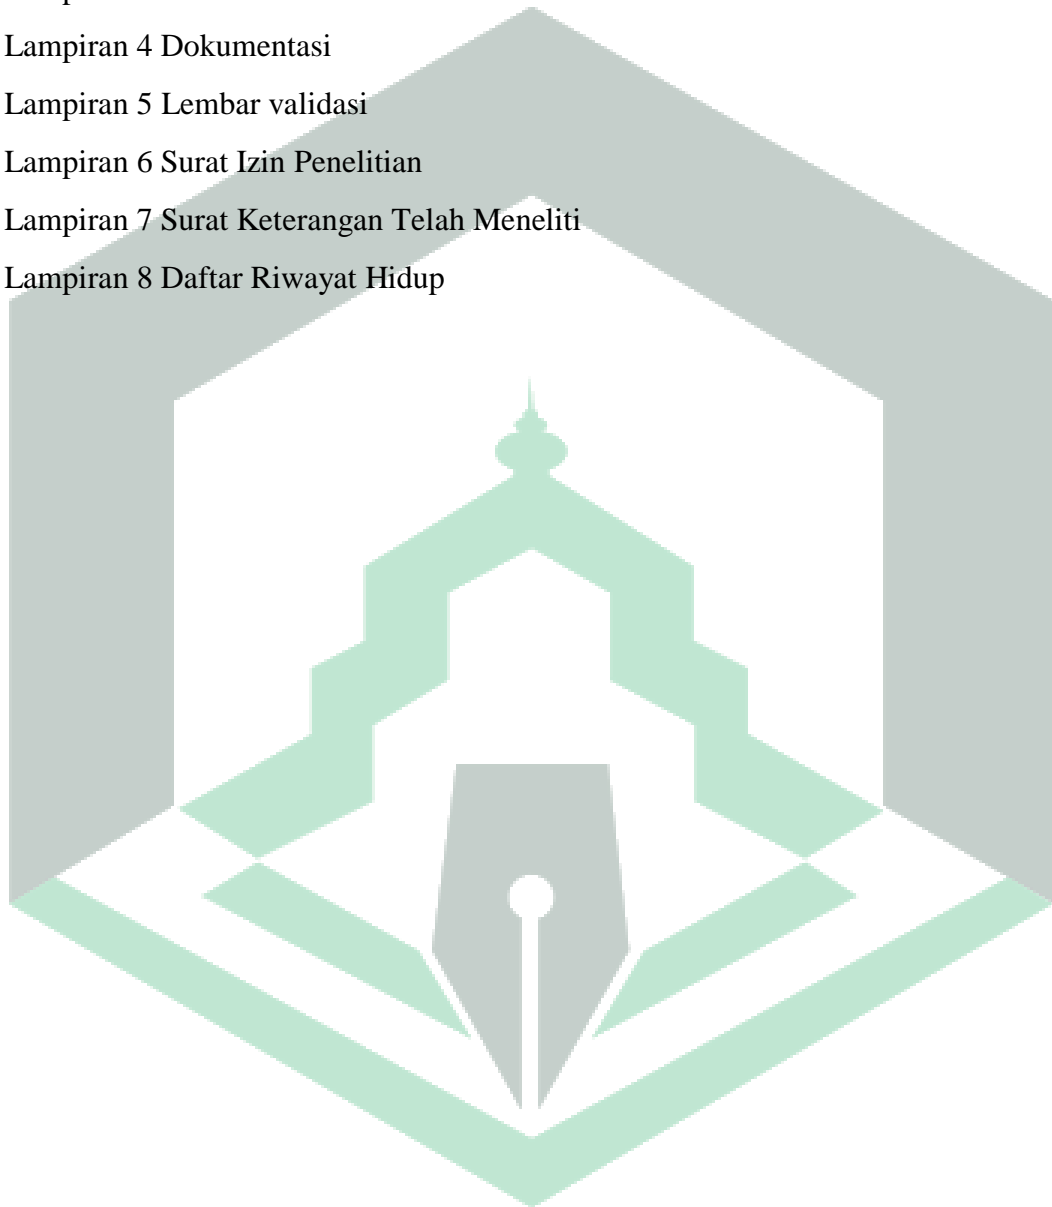 Lampiran 4 Dokumentasi
Lampiran 5 Lembar validasi
Lampiran 6 Surat Izin Penelitian
Lampiran 7 Surat Keterangan Telah Meneliti
Lampiran 8 Daftar Riwayat Hidup